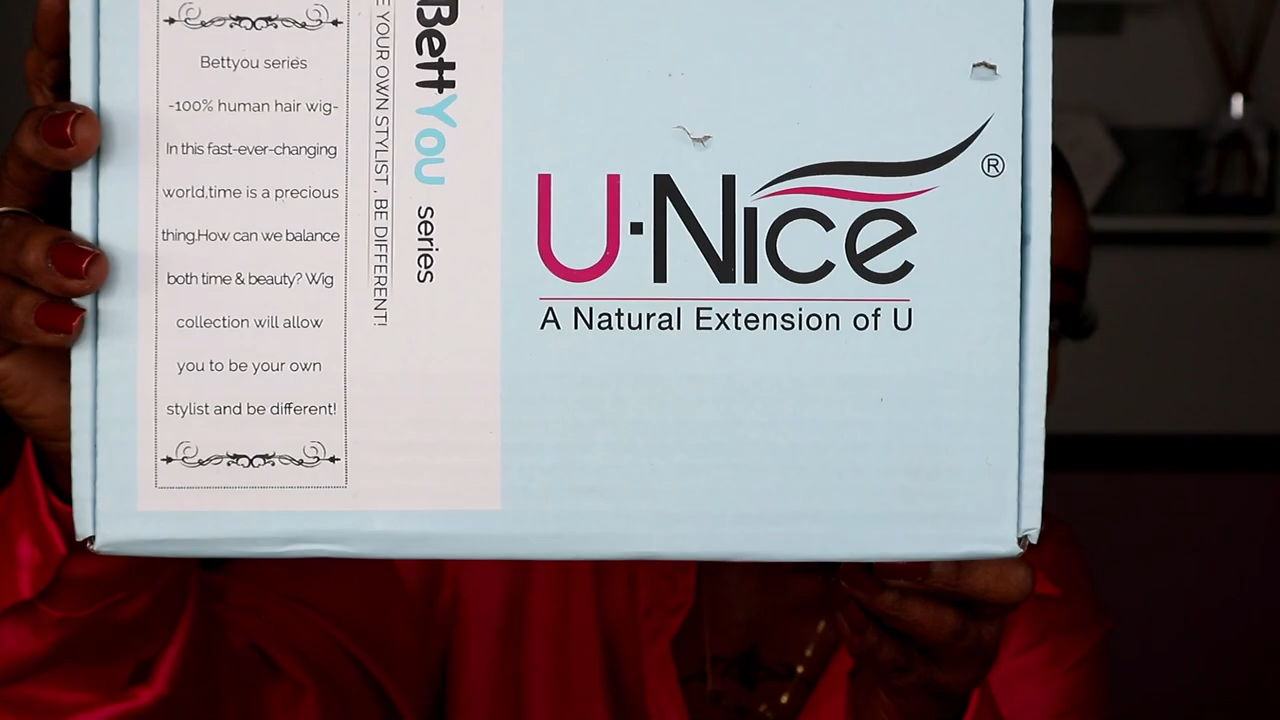 Bettyou series
-100% human hair wig-
In this fast-ever-changing
world,time is a precious
thing.How can we balance
both time & beauty? Wig
collection will allow
you to be your own
stylist and be different!
YOUR OWN STYLIST , BE DIFFERENT!
BettYou series
U·Nice®
A Natural Extension of U